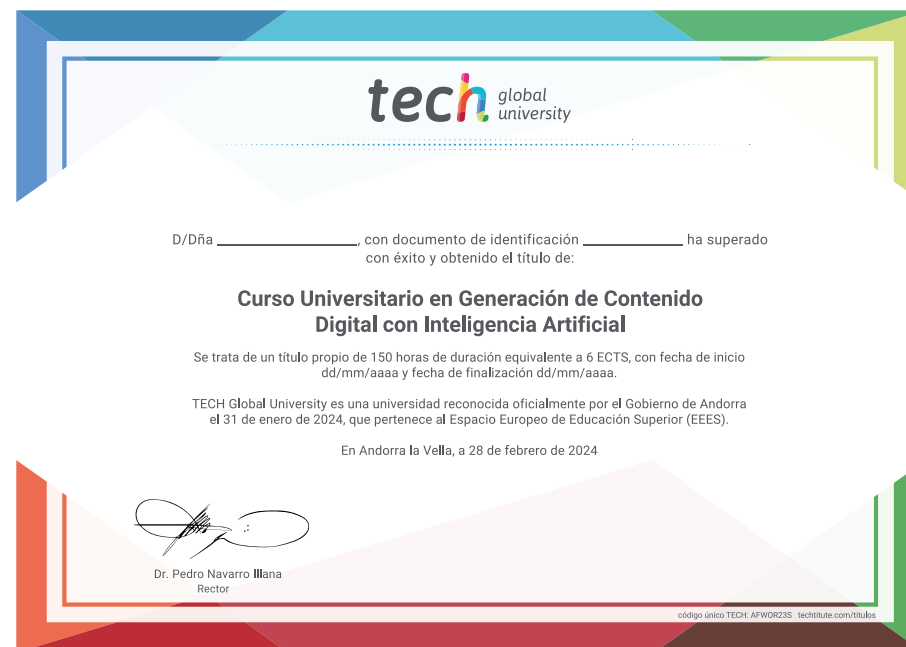 tech global university
D/Dña ____________, con documento de identificación ____________ ha superado
con éxito y obtenido el título de:
Curso Universitario en Generación de Contenido
Digital con Inteligencia Artificial
Se trata de un título propio de 150 horas de duración equivalente a 6 ECTS, con fecha de inicio
dd/mm/aaaa y fecha de finalización dd/mm/aaaa.
TECH Global University es una universidad reconocida oficialmente por el Gobierno de Andorra
el 31 de enero de 2024, que pertenece al Espacio Europeo de Educación Superior (EEES).
En Andorra la Vella, a 28 de febrero de 2024
Dr. Pedro Navarro Illana
Rector
código único TECH: AFWOR23S techtitute.com/titulos